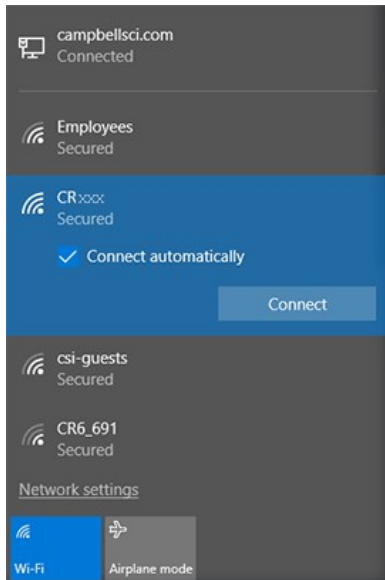 campbellsci.com
Connected
Employees
Secured
CRxxx
Secured
Connect automatically
Connect
csi-guests
Secured
CR6_691
Secured
Network settings
Wi-Fi
Airplane mode